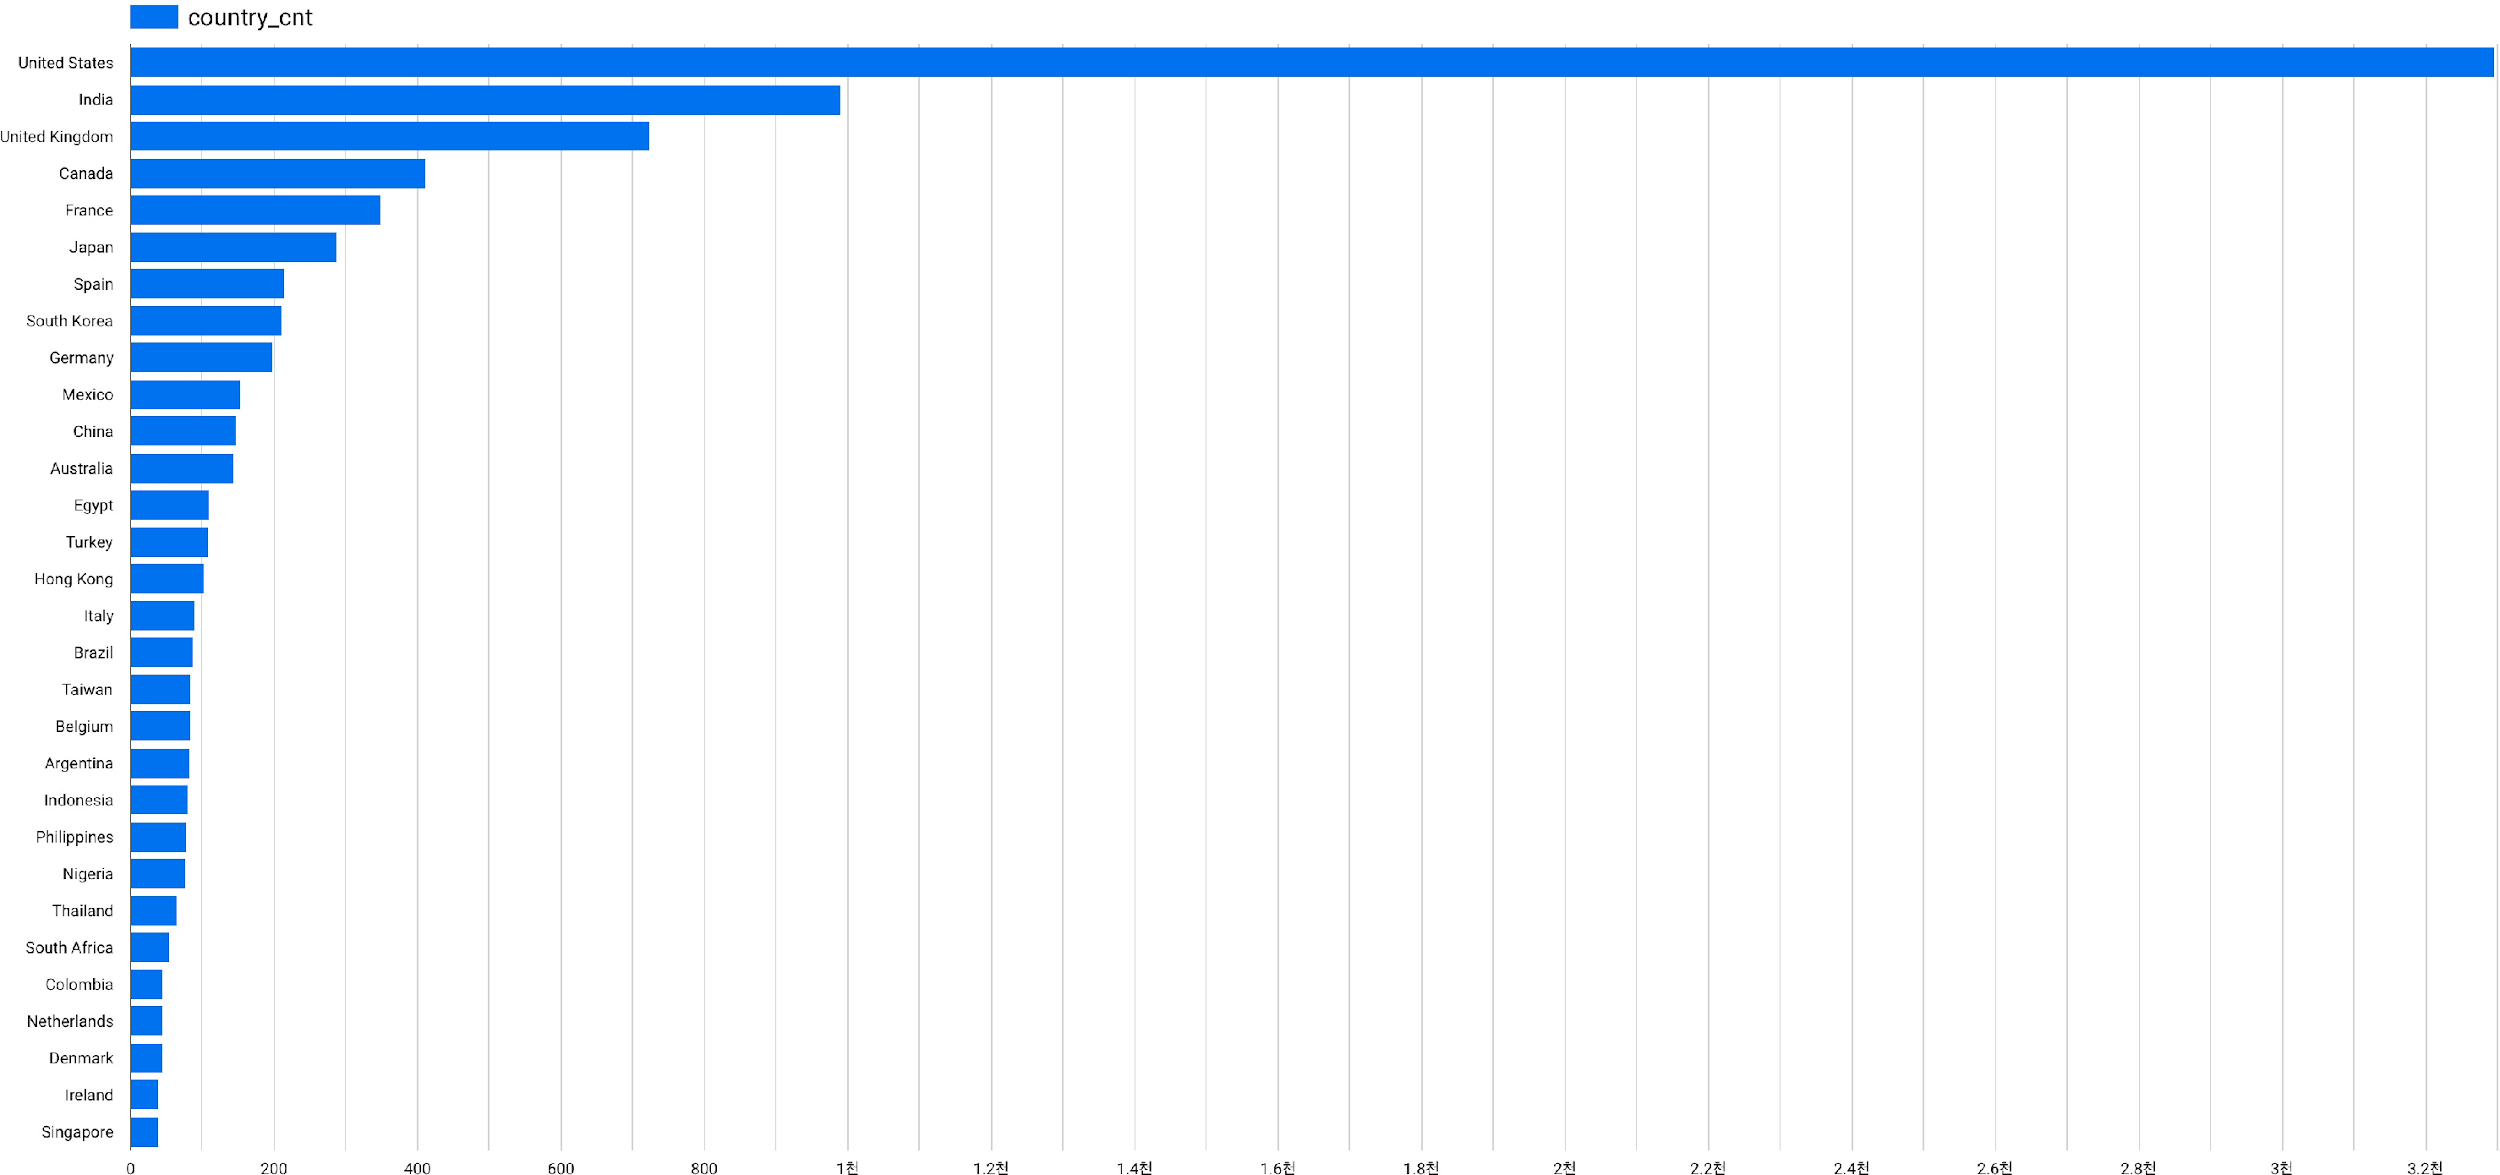 country_cnt
United States
India
United Kingdom
Canada
France
Japan
Spain
South Korea
Germany
Mexico
China
Australia
Egypt
Turkey
Hong Kong
Italy
Brazil
Taiwan
Belgium
Argentina
Indonesia
Philippines
Nigeria
Thailand
South Africa
Colombia
Netherlands
Denmark
Ireland
Singapore
0 200 400 600 800 1천 1.2천 1.4천 1.6천 1.8천 2천 2.2천 2.4천 2.6천 2.8천 3천 3.2천